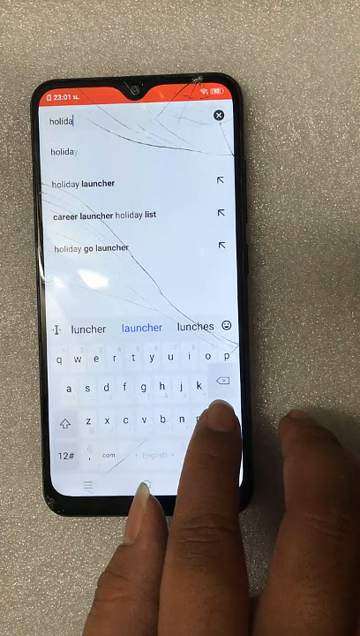 23:01
holida
holiday
holiday launcher
career launcher holiday list
holiday go launcher
luncher launcher lunches
q w e r t y u i o p
a s d f g h j k
z x c v b n
12# , .com English